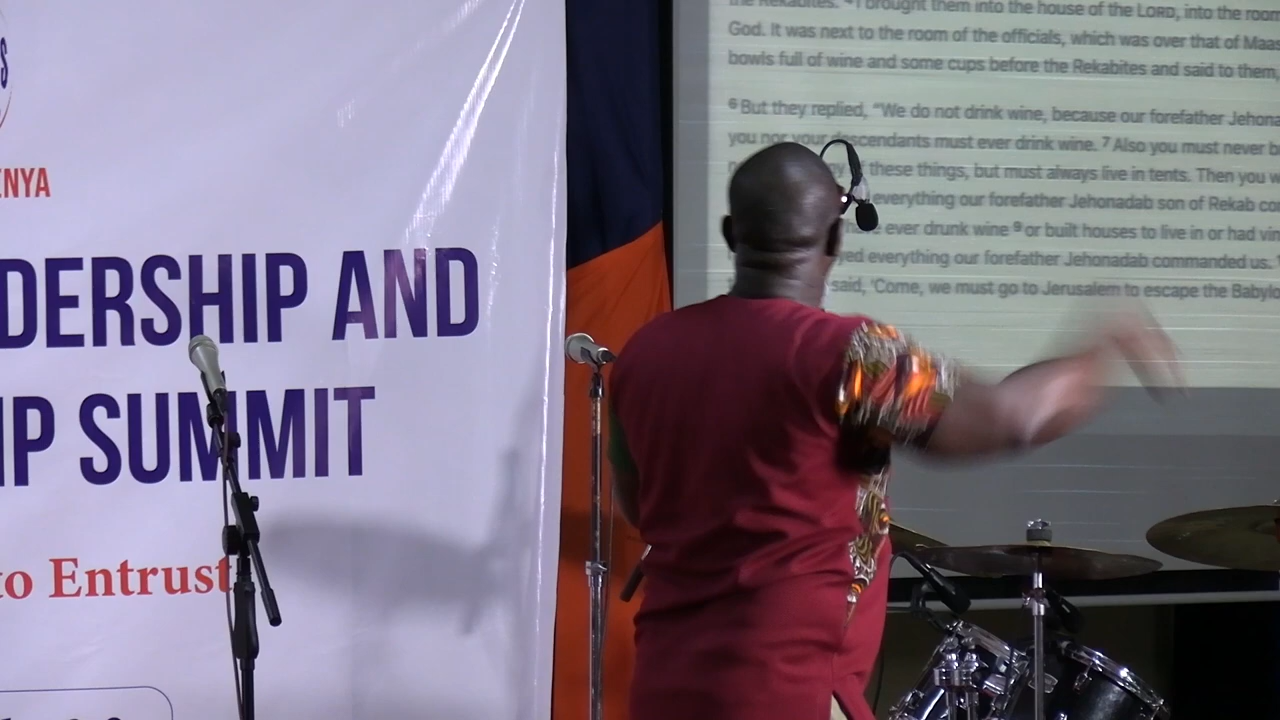 S
ENYA
DERSHIP AND
IP SUMMIT
to Entrust
the Rekabites. 4 I brought them into the house of the LORD, into the room
God. It was next to the room of the officials, which was over that of Maas
bowls full of wine and some cups before the Rekabites and said to them,
6 But they replied, “We do not drink wine, because our forefather Jehona
you nor your descendants must ever drink wine. 7 Also you must never b
these things, but must always live in tests. Then you w
everything our forefather Jehonadab son of Rekab co
ever drunk wine 9 or built houses to live in or had vin
yed everything our forefather Jehonadab commanded us.
said, ‘Come, we must go to Jerusalem to escape the Babylo